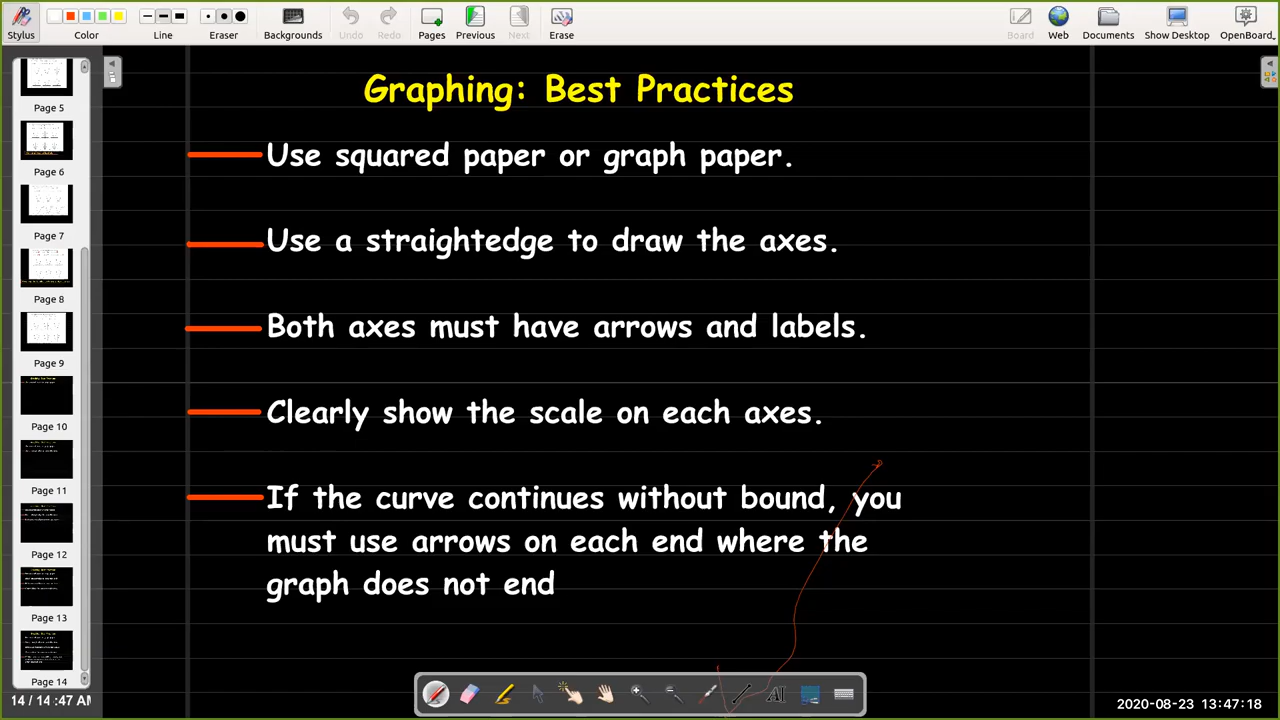 Stylus
Color
Line
Eraser
Backgrounds
Undo
Redo
Pages
Previous
Next
Erase
Board
Web
Documents
Show Desktop
OpenBoard
Page 5
Page 6
Page 7
Page 8
Page 9
Page 10
Page 11
Page 12
Page 13
Page 14
Graphing: Best Practices
Use squared paper or graph paper.
Use a straightedge to draw the axes.
Both axes must have arrows and labels.
Clearly show the scale on each axes.
If the curve continues without bound, you
must use arrows on each end where the
graph does not end
AI
14 / 14 :47 AM
2020-08-23 13:47:18